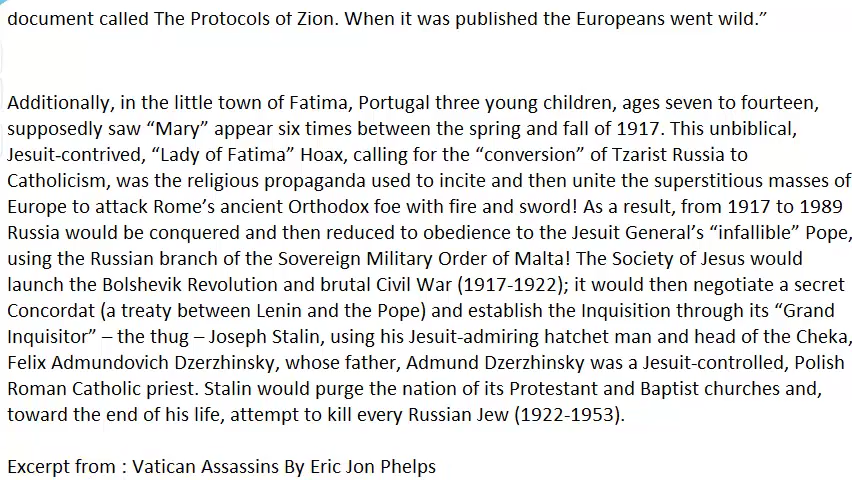 document called The Protocols of Zion. When it was published the Europeans went wild.”
Additionally, in the little town of Fatima, Portugal three young children, ages seven to fourteen,
supposedly saw “Mary” appear six times between the spring and fall of 1917. This unbiblical,
Jesuit-contrived, “Lady of Fatima” Hoax, calling for the “conversion” of Tzarist Russia to
Catholicism, was the religious propaganda used to incite and then unite the superstitious masses of
Europe to attack Rome’s ancient Orthodox foe with fire and sword! As a result, from 1917 to 1989
Russia would be conquered and then reduced to obedience to the Jesuit General’s “infallible” Pope,
using the Russian branch of the Sovereign Military Order of Malta! The Society of Jesus would
launch the Bolshevik Revolution and brutal Civil War (1917-1922); it would then negotiate a secret
Concordat (a treaty between Lenin and the Pope) and establish the Inquisition through its “Grand
Inquisitor” – the thug – Joseph Stalin, using his Jesuit-admiring hatchet man and head of the Cheka,
Felix Admundovich Dzerzhinsky, whose father, Admund Dzerzhinsky was a Jesuit-controlled, Polish
Roman Catholic priest. Stalin would purge the nation of its Protestant and Baptist churches and,
toward the end of his life, attempt to kill every Russian Jew (1922-1953).
Excerpt from : Vatican Assassins By Eric Jon Phelps